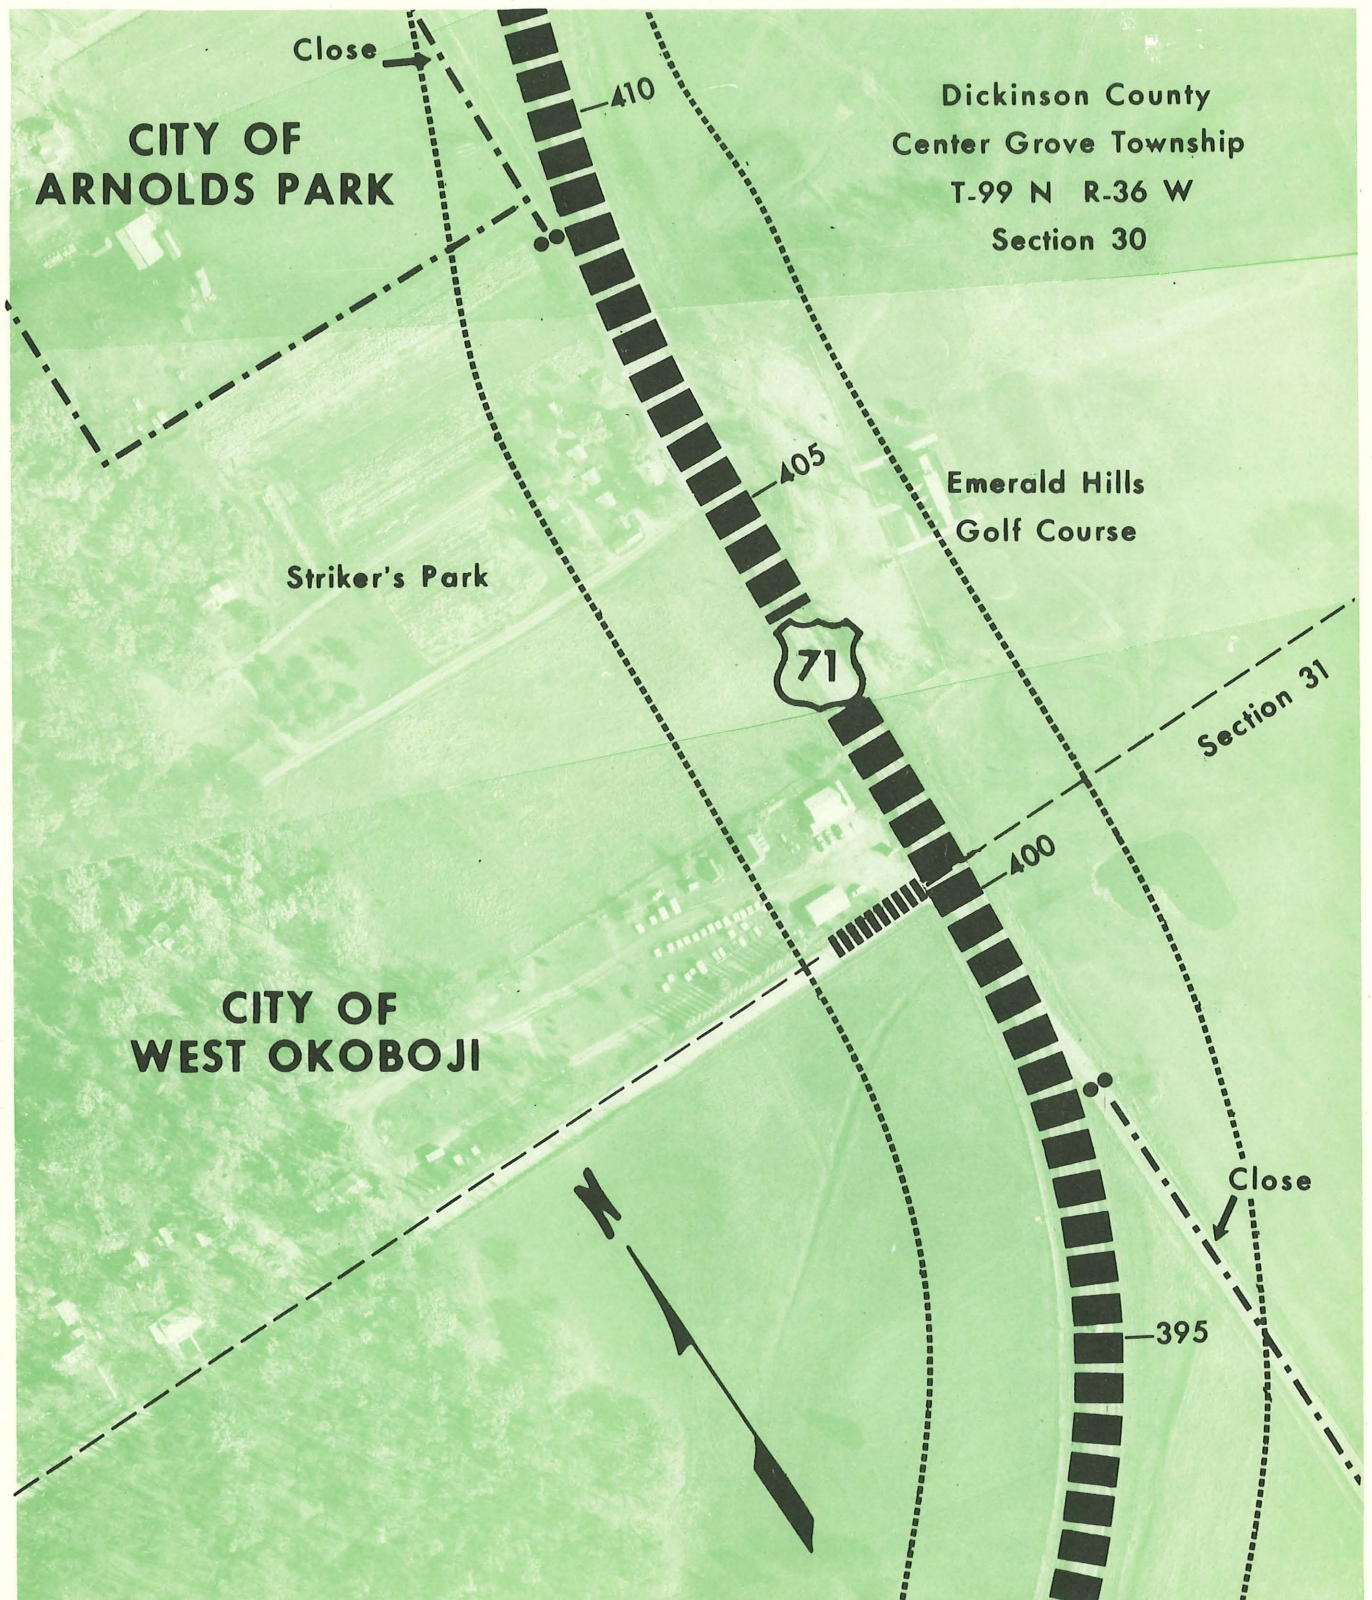 Close
410
CITY OF
ARNOLDS PARK
Dickinson County
Center Grove Township
T-99 N R-36 W
Section 30
405
Emerald Hills
Golf Course
Striker's Park
71
Section 31
400
CITY OF
WEST OKOBOJI
N
Close
395